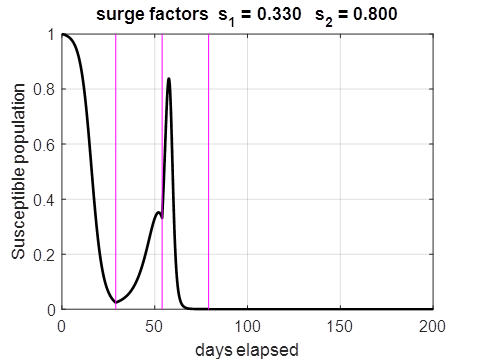 surge factors s1 = 0.330 s2 = 0.800
Susceptible population
1
0.8
0.6
0.4
0.2
0
0 50 100 150 200
days elapsed